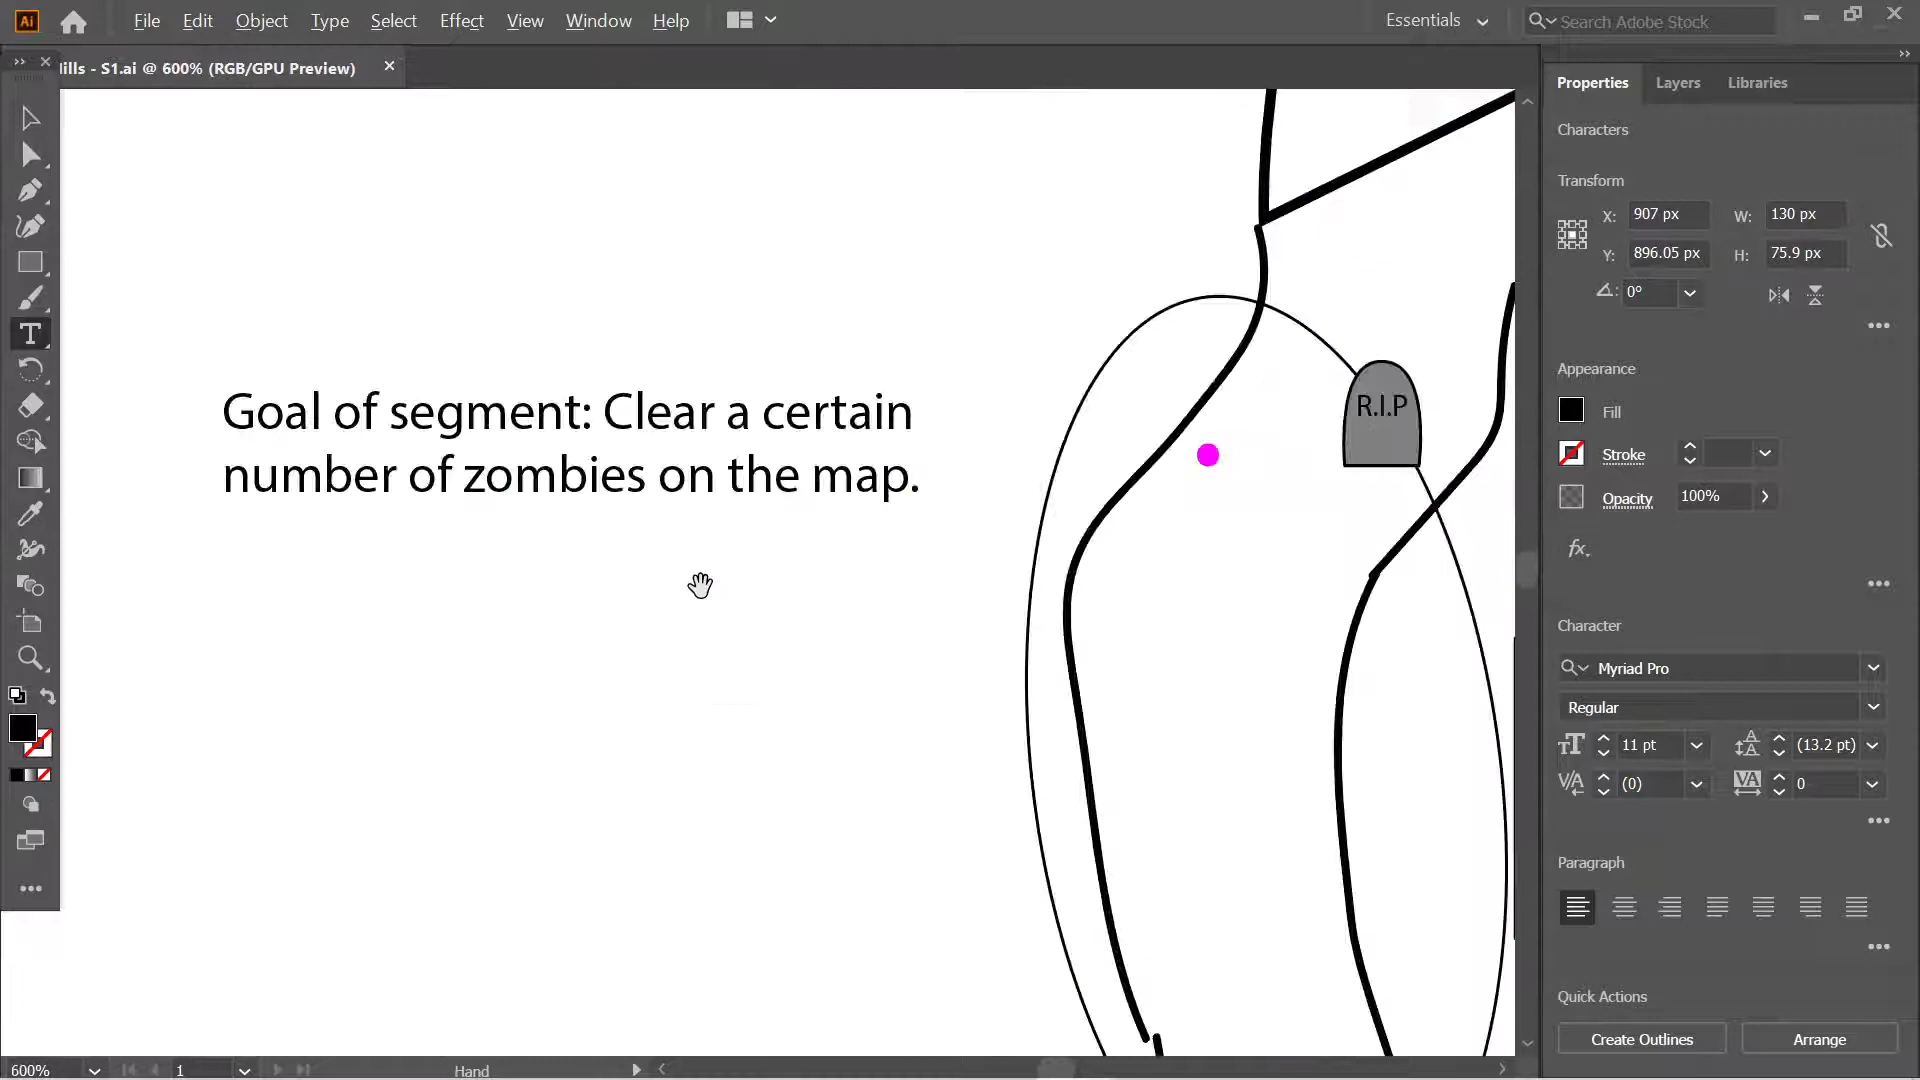 Ai File Edit Object Type Select Effect View Window Help Essentials Search Adobe Stock
ills - S1.ai @ 600% (RGB/GPU Preview)
Properties Layers Libraries
Characters
Transform
X: 907 px W: 130 px
Y: 896.05 px H: 75.9 px
0°
Appearance
Fill
Stroke
Opacity 100%
fx.
Goal of segment: Clear a certain
number of zombies on the map.
R.I.P
Character
Myriad Pro
Regular
11 pt (13.2 pt)
(0) 0
Paragraph
Quick Actions
Create Outlines Arrange
600% 1 Hand